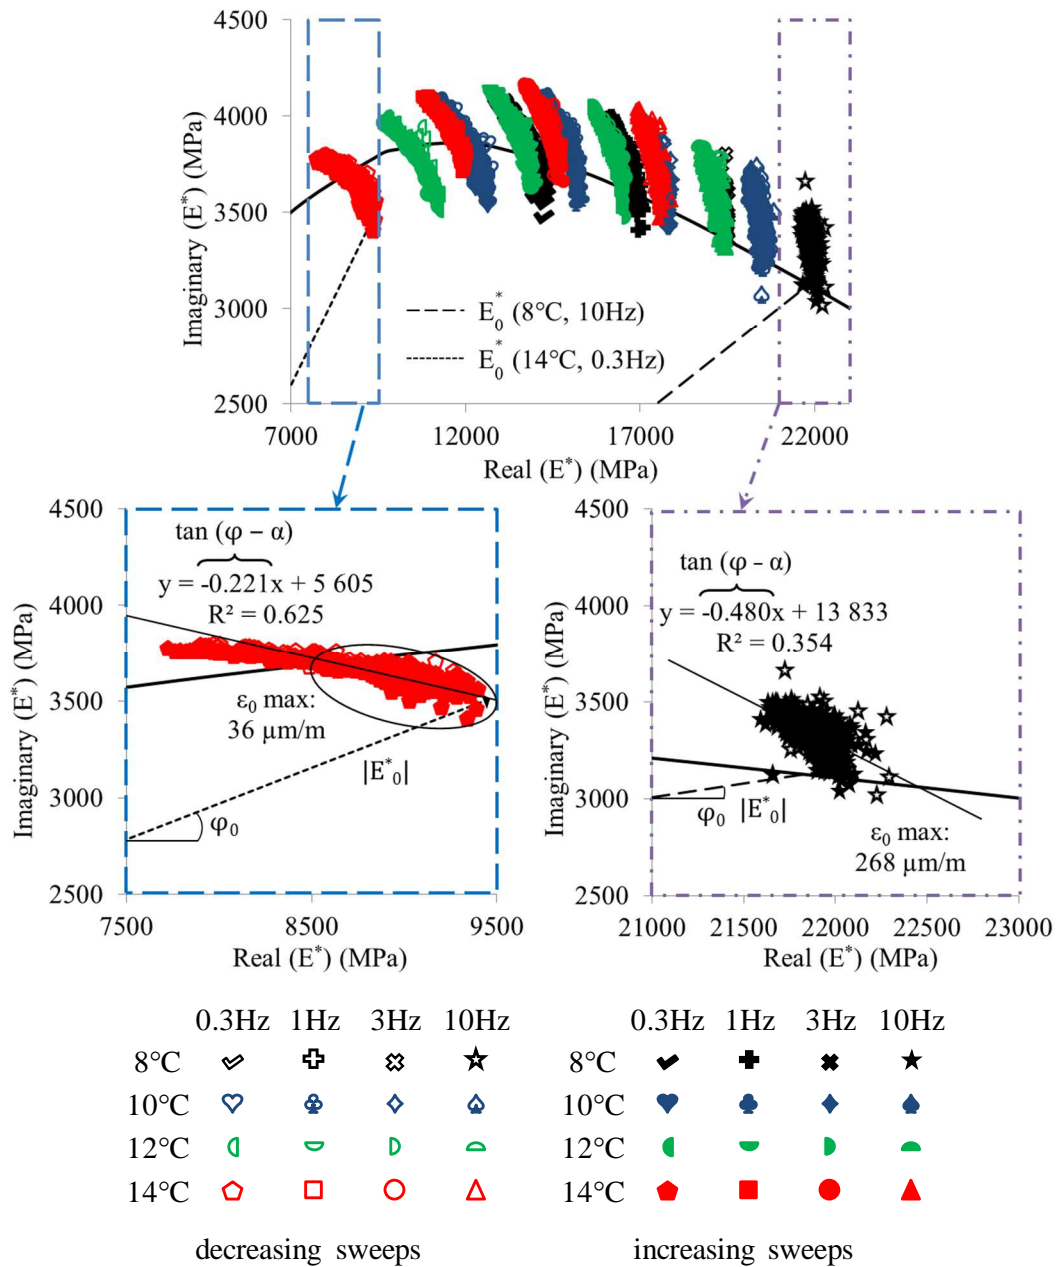 4500
4000
3500
3000
2500
Imaginary (E*) (MPa)
E*0 (8°C, 10Hz)
E*0 (14°C, 0.3Hz)
7000 12000 17000 22000
Real (E*) (MPa)
4500
4000
3500
3000
2500
Imaginary (E*) (MPa)
tan (φ – α)
y = -0.221x + 5 605
R² = 0.625
ε0 max:
36 µm/m
|E*0|
φ0
7500 8500 9500
Real (E*) (MPa)
4500
4000
3500
3000
2500
Imaginary (E*) (MPa)
tan (φ - α)
y = -0.480x + 13 833
R² = 0.354
φ0 |E*0|
ε0 max:
268 µm/m
21000 21500 22000 22500 23000
Real (E*) (MPa)
0.3Hz 1Hz 3Hz 10Hz
8°C
10°C
12°C
14°C
decreasing sweeps
0.3Hz 1Hz 3Hz 10Hz
8°C
10°C
12°C
14°C
increasing sweeps